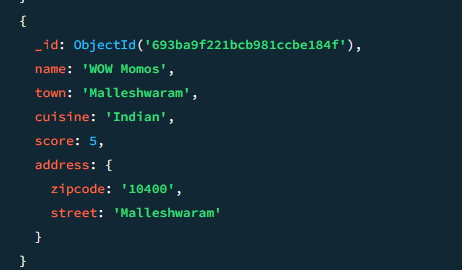 }
{
_id: ObjectId('693ba9f221bcb981ccbe184f'),
name: 'WOW Momos',
town: 'Malleshwaram',
cuisine: 'Indian',
score: 5,
address: {
zipcode: '10400',
street: 'Malleshwaram'
}
}